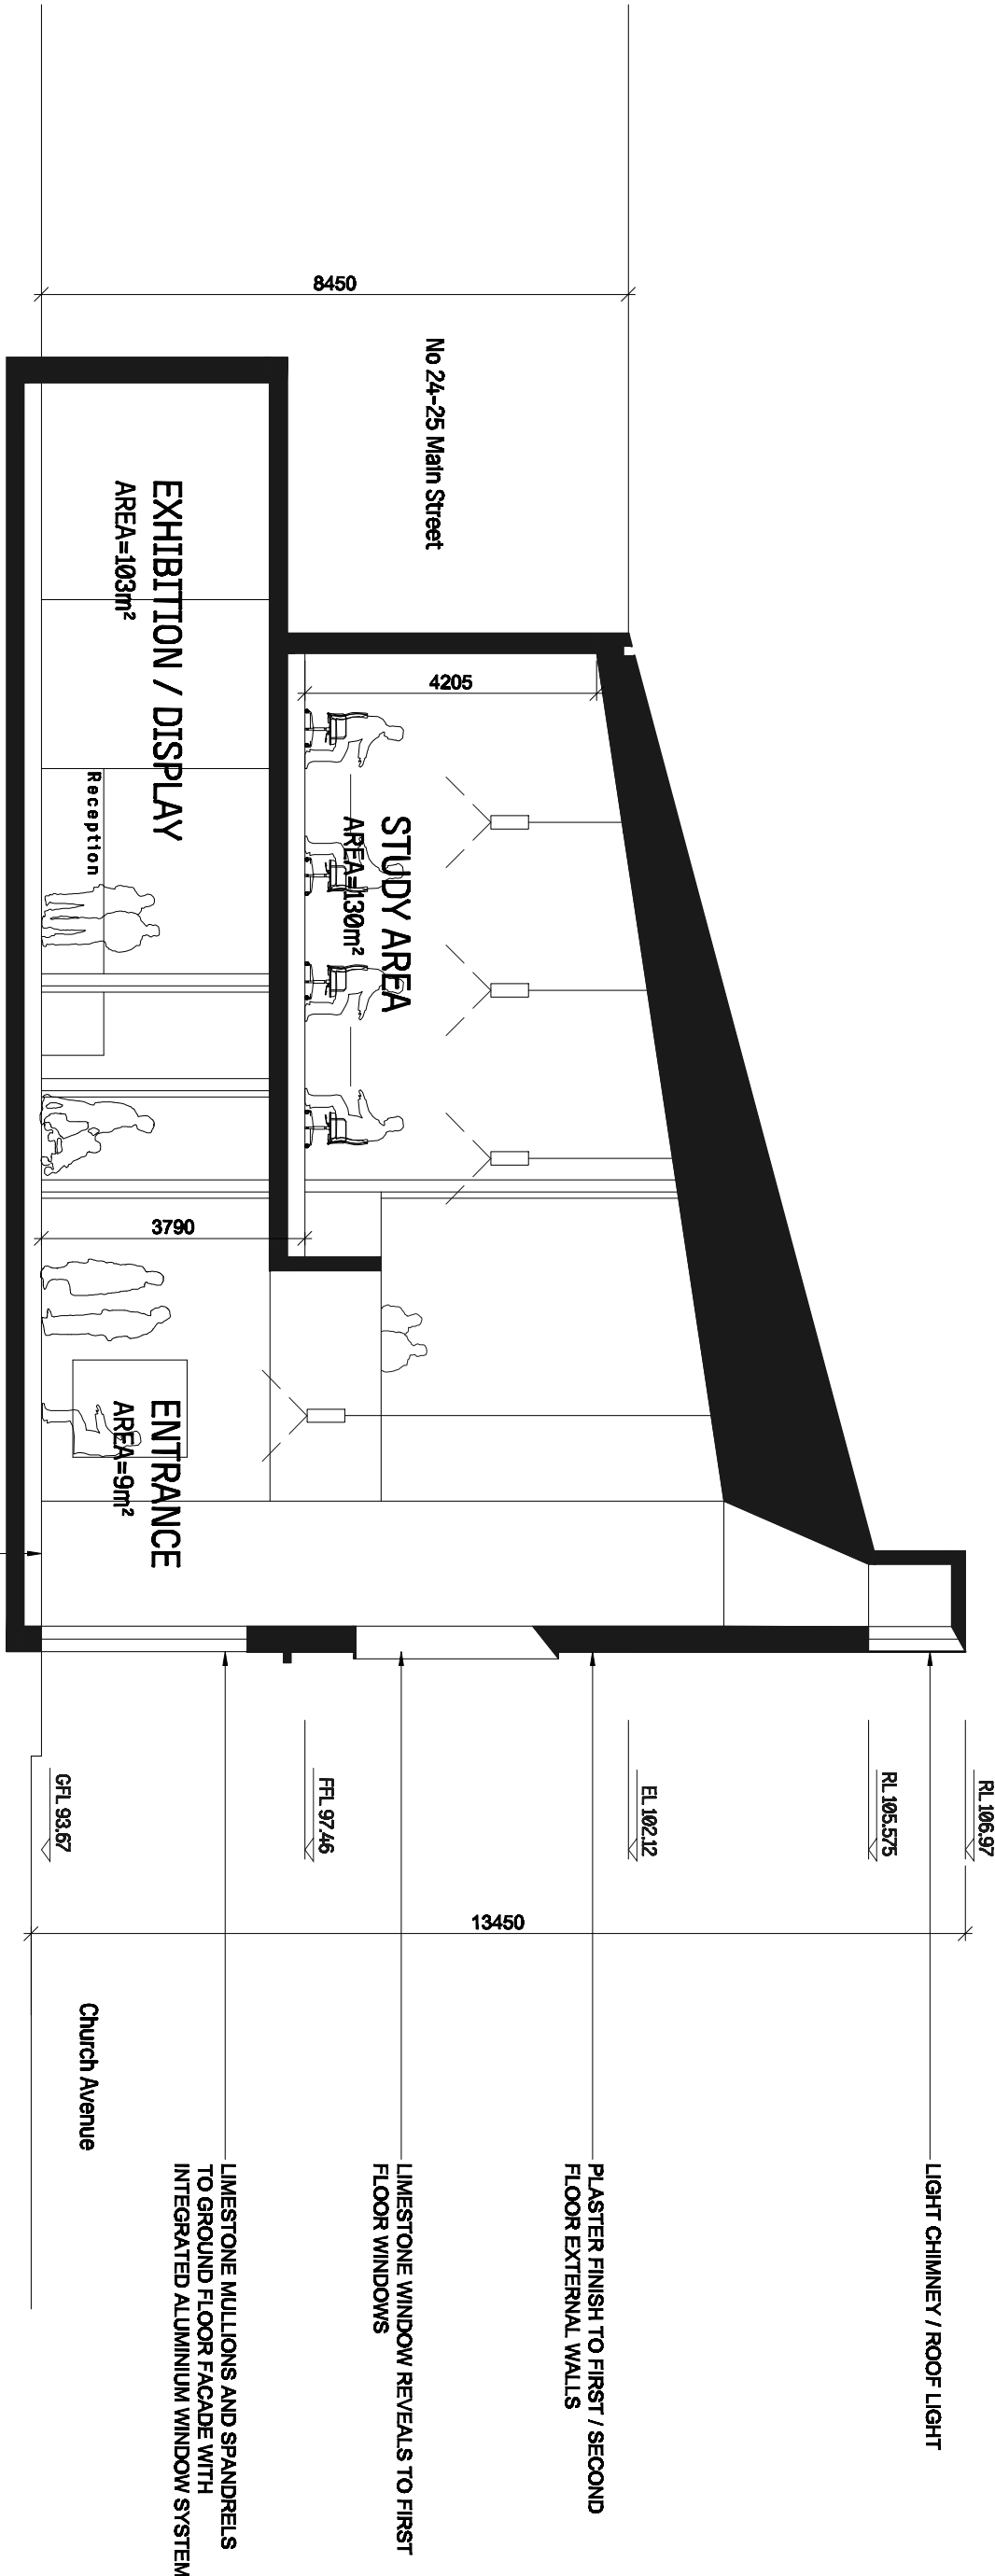 8450
No 24-25 Main Street
EXHIBITION / DISPLAY
AREA=103m²
Reception
4205
STUDY AREA
AREA=130m²
3790
ENTRANCE
AREA=9m²
RL 106.97
RL 105.575
EL 102.12
FFL 97.46
GFL 93.67
13450
Church Avenue
LIGHT CHIMNEY / ROOF LIGHT
PLASTER FINISH TO FIRST / SECOND
FLOOR EXTERNAL WALLS
LIMESTONE WINDOW REVEALS TO FIRST
FLOOR WINDOWS
LIMESTONE MULLIONS AND SPANDRELS
TO GROUND FLOOR FACADE WITH
INTEGRATED ALUMINIUM WINDOW SYSTEM